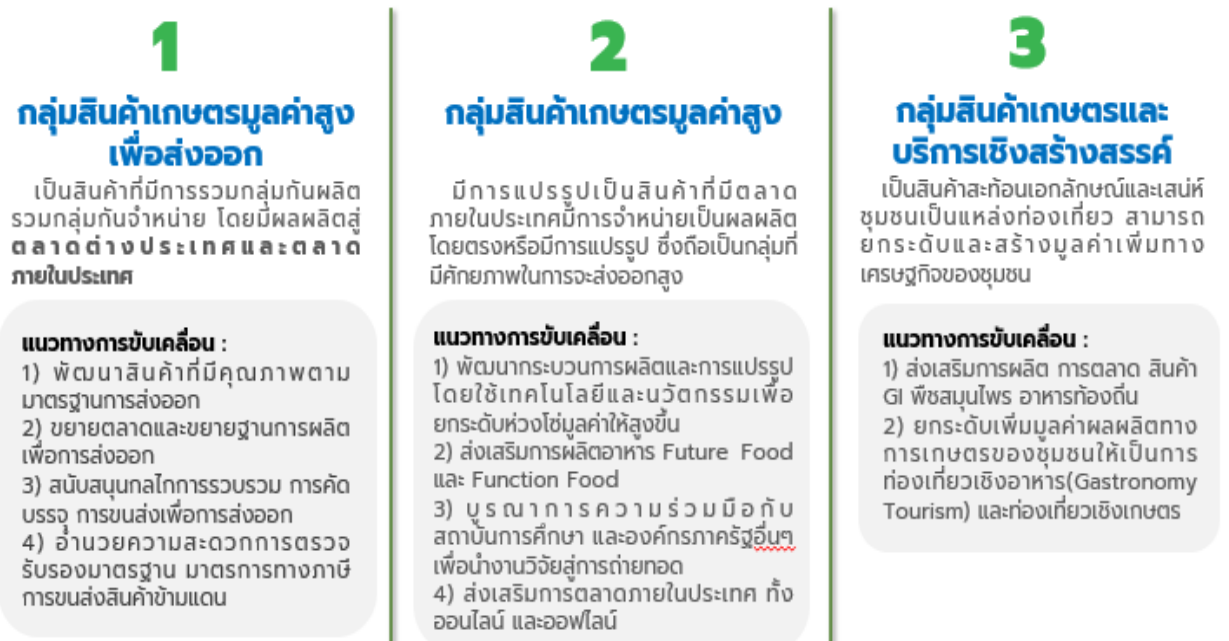 1
กลุ่มสินค้าเกษตรมูลค่าสูง
เพื่อส่งออก
เป็นสินค้าที่มีการรวมกลุ่มกันผลิต
รวมกลุ่มกันจำหน่าย โดยมีผลผลิตสู่
ตลาดต่างประเทศและตลาด
ภายในประเทศ
แนวทางการขับเคลื่อน :
1) พัฒนาสินค้าที่มีคุณภาพตาม
มาตรฐานการส่งออก
2) ขยายตลาดและขยายฐานการผลิต
เพื่อการส่งออก
3) สนับสนุนกลไกการรวบรวม การคัด
บรรจุ การขนส่งเพื่อการส่งออก
4) อำนวยความสะดวกการตรวจ
รับรองมาตรฐาน มาตรการทางภาษี
การขนส่งสินค้าข้ามแดน
2
กลุ่มสินค้าเกษตรมูลค่าสูง
มีการแปรรูปเป็นสินค้าที่มีตลาด
ภายในประเทศมีการจำหน่ายเป็นผลผลิต
โดยตรงหรือมีการแปรรูป ซึ่งถือเป็นกลุ่มที่
มีศักยภาพในการจะส่งออกสูง
แนวทางการขับเคลื่อน :
1) พัฒนากระบวนการผลิตและการแปรรูป
โดยใช้เทคโนโลยีและนวัตกรรมเพื่อ
ยกระดับห่วงโซ่มูลค่าให้สูงขึ้น
2) ส่งเสริมการผลิตอาหาร Future Food
และ Function Food
3) บูรณาการความร่วมมือกับ
สถาบันการศึกษา และองค์กรภาครัฐอื่นๆ
เพื่อนำงานวิจัยสู่การถ่ายทอด
4) ส่งเสริมการตลาดภายในประเทศ ทั้ง
ออนไลน์ และออฟไลน์
3
กลุ่มสินค้าเกษตรและ
บริการเชิงสร้างสรรค์
เป็นสินค้าสะท้อนเอกลักษณ์และเสน่ห์
ชุมชนเป็นแหล่งท่องเที่ยว สามารถ
ยกระดับและสร้างมูลค่าเพิ่มทาง
เศรษฐกิจของชุมชน
แนวทางการขับเคลื่อน :
1) ส่งเสริมการผลิต การตลาด สินค้า
GI พืชสมุนไพร อาหารท้องถิ่น
2) ยกระดับเพิ่มมูลค่าผลผลิตทาง
การเกษตรของชุมชนให้เป็นการ
ท่องเที่ยวเชิงอาหาร(Gastronomy
Tourism) และท่องเที่ยวเชิงเกษตร